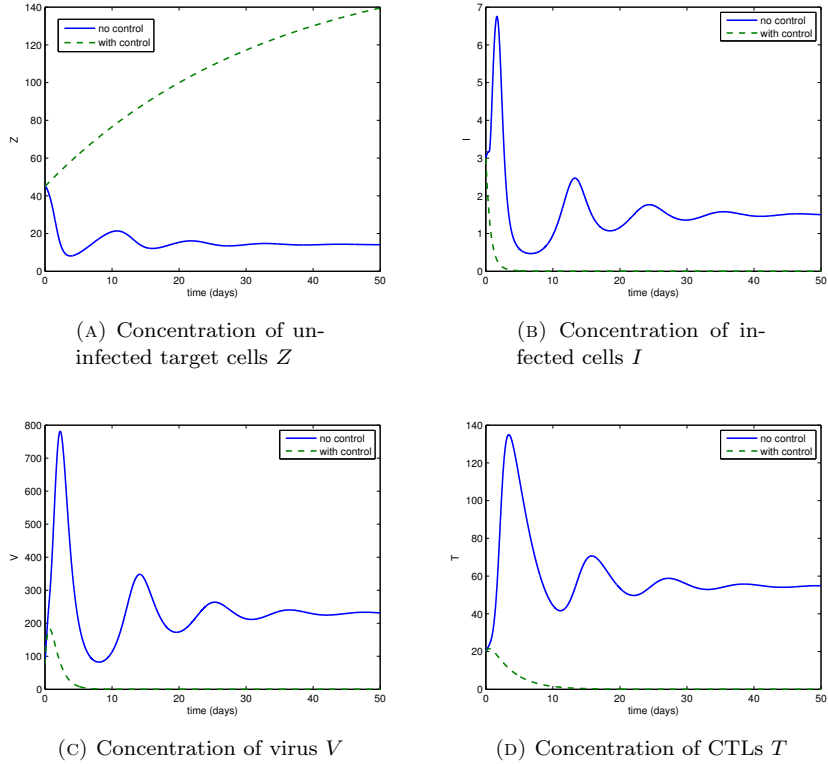 140
120
100
80
60
40
20
0
Z
0 10 20 30 40 50
time (days)
no control
with control
(A) Concentration of un-
infected target cells Z
7
6
5
4
3
2
1
0
I
0 10 20 30 40 50
time (days)
no control
with control
(B) Concentration of in-
fected cells I
800
700
600
500
400
300
200
100
0
V
0 10 20 30 40 50
time (days)
no control
with control
(C) Concentration of virus V
140
120
100
80
60
40
20
0
T
0 10 20 30 40 50
time (days)
no control
with control
(D) Concentration of CTLs T